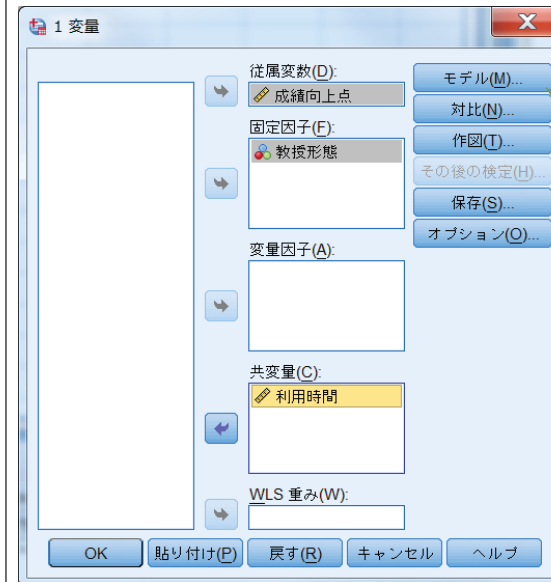 1 変量
従属変数(D):
成績向上点
固定因子(F):
教授形態
変量因子(A):
共変量(C):
利用時間
WLS 重み(W):
モデル(M)...
対比(N)...
作図(T)...
その後の検定(H)...
保存(S)...
オプション(O)...
OK
貼り付け(P)
戻す(R)
キャンセル
ヘルプ